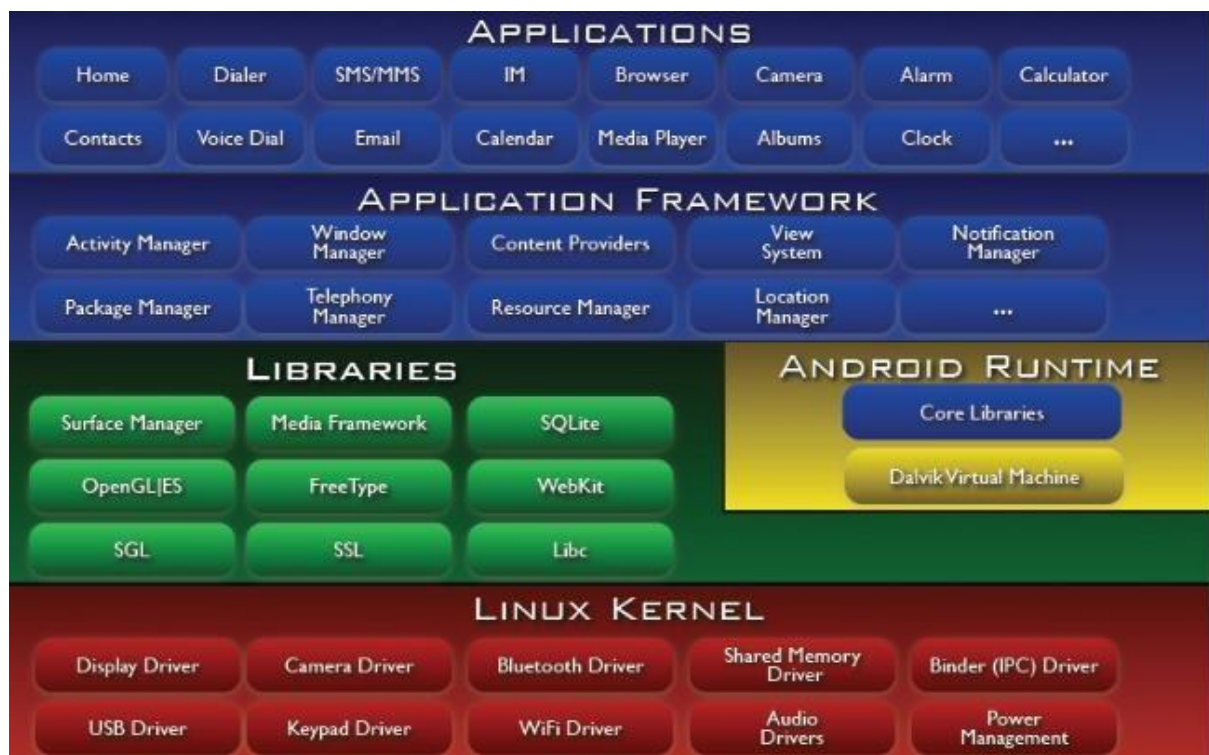 APPLICATIONS
Home Dialer SMS/MMS IM Browser Camera Alarm Calculator
Contacts Voice Dial Email Calendar Media Player Albums Clock ...
APPLICATION FRAMEWORK
Activity Manager Window Manager Content Providers View System Notification Manager
Package Manager Telephony Manager Resource Manager Location Manager ...
LIBRARIES
Surface Manager Media Framework SQLite
OpenGL|ES FreeType WebKit
SGL SSL Libc
ANDROID RUNTIME
Core Libraries
Dalvik Virtual Machine
LINUX KERNEL
Display Driver Camera Driver Bluetooth Driver Shared Memory Driver Binder (IPC) Driver
USB Driver Keypad Driver WiFi Driver Audio Drivers Power Management